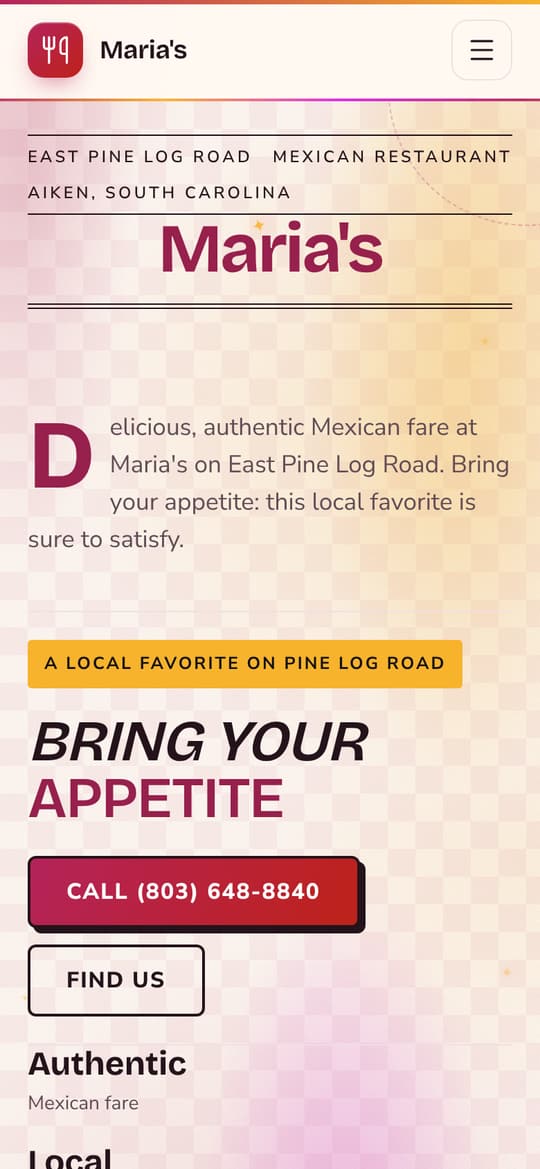 Maria's
EAST PINE LOG ROAD MEXICAN RESTAURANT
AIKEN, SOUTH CAROLINA
Maria's
Delicious, authentic Mexican fare at
Maria's on East Pine Log Road. Bring
your appetite: this local favorite is
sure to satisfy.
A LOCAL FAVORITE ON PINE LOG ROAD
BRING YOUR
APPETITE
CALL (803) 648-8840
FIND US
Authentic
Mexican fare
Local